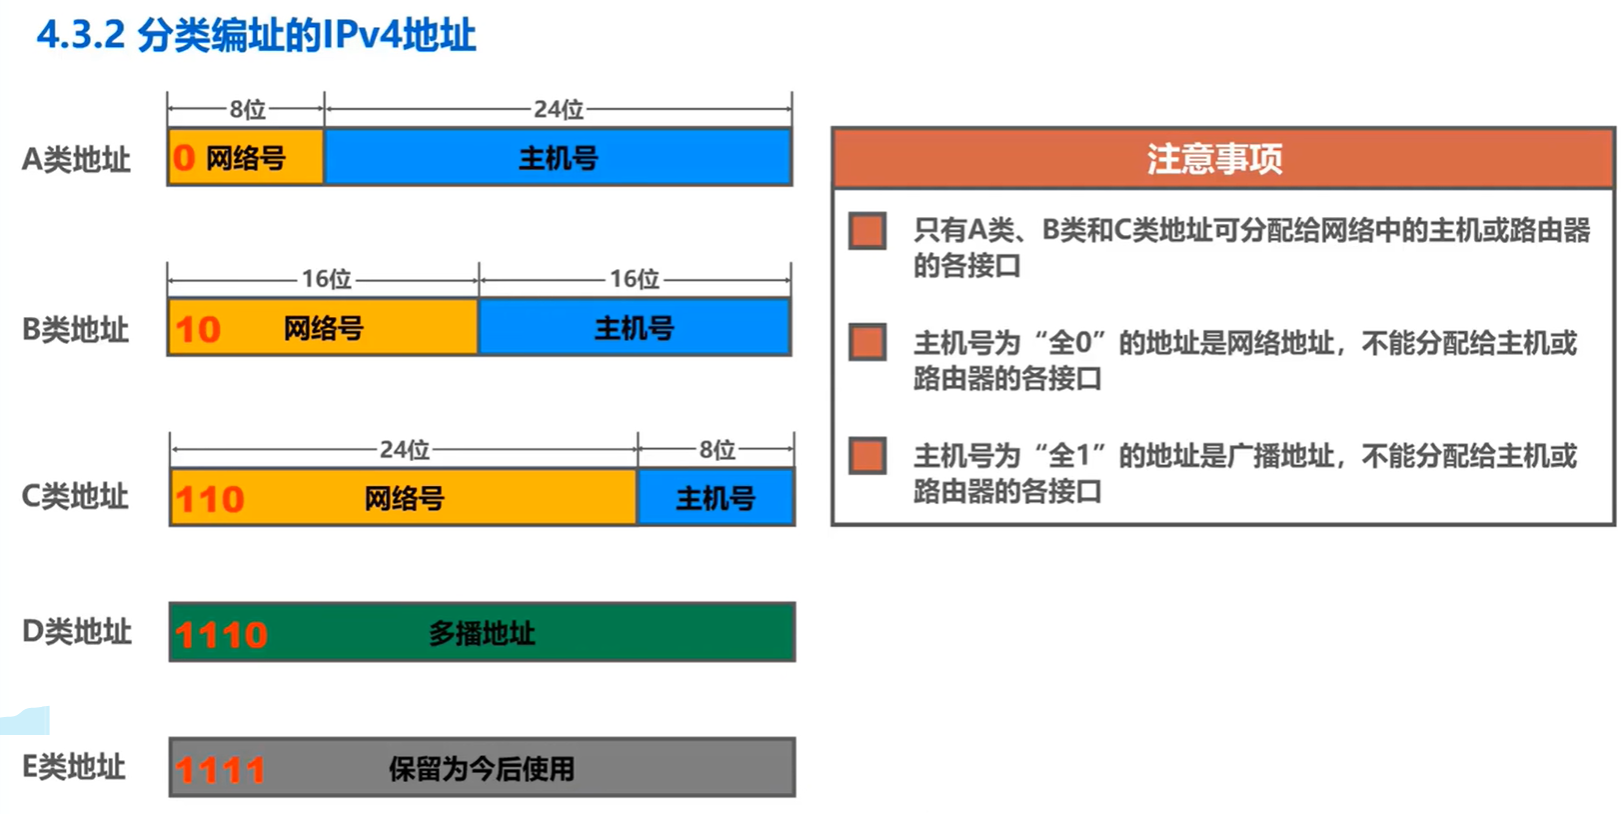 4.3.2 分类编址的IPv4地址
8位 24位
A类地址 0 网络号 主机号
16位 16位
B类地址 10 网络号 主机号
24位 8位
C类地址 110 网络号 主机号
D类地址 1110 多播地址
E类地址 1111 保留为今后使用
注意事项
只有A类、B类和C类地址可分配给网络中的主机或路由器
的各接口
主机号为“全0”的地址是网络地址，不能分配给主机或
路由器的各接口
主机号为“全1”的地址是广播地址，不能分配给主机或
路由器的各接口